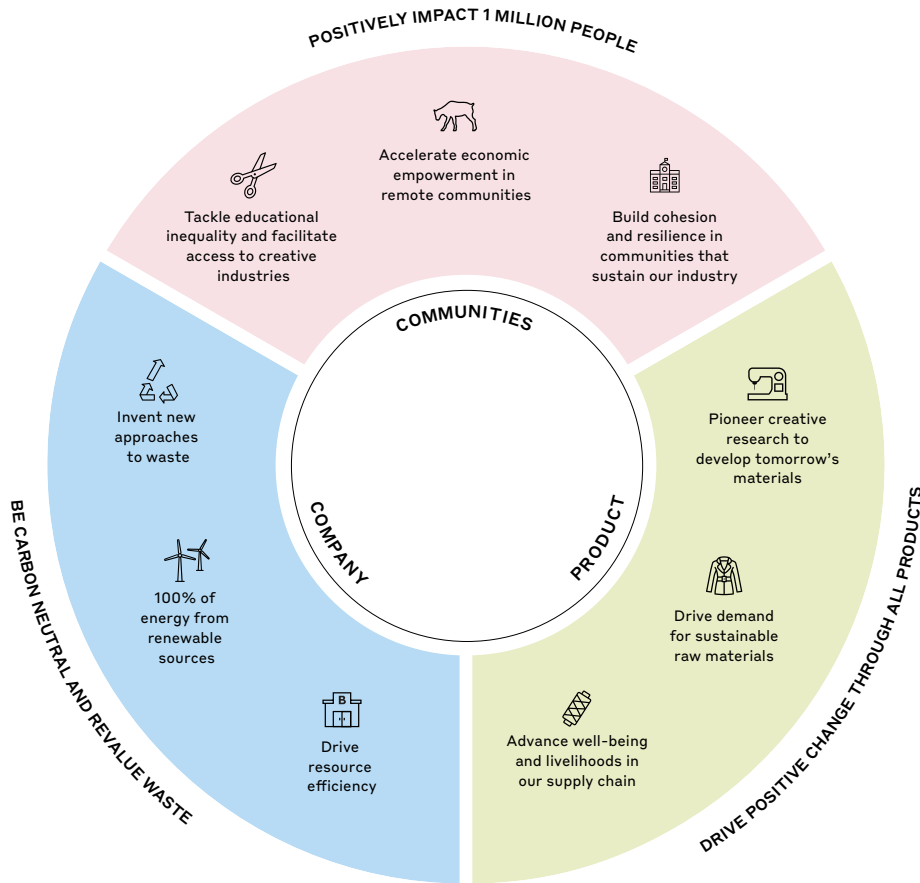 POSITIVELY IMPACT 1 MILLION PEOPLE
Accelerate economic
empowerment in
remote communities
Tackle educational
inequality and facilitate
access to creative
industries
Build cohesion
and resilience in
communities that
sustain our industry
COMMUNITIES
Invent new
approaches
to waste
100% of
energy from
renewable
sources
B
Drive
resource
efficiency
COMPANY
BE CARBON NEUTRAL AND REVALUE WASTE
PRODUCT
Pioneer creative
research to
develop tomorrow's
materials
Drive demand
for sustainable
raw materials
Advance well-being
and livelihoods in
our supply chain
DRIVE POSITIVE CHANGE THROUGH ALL PRODUCTS